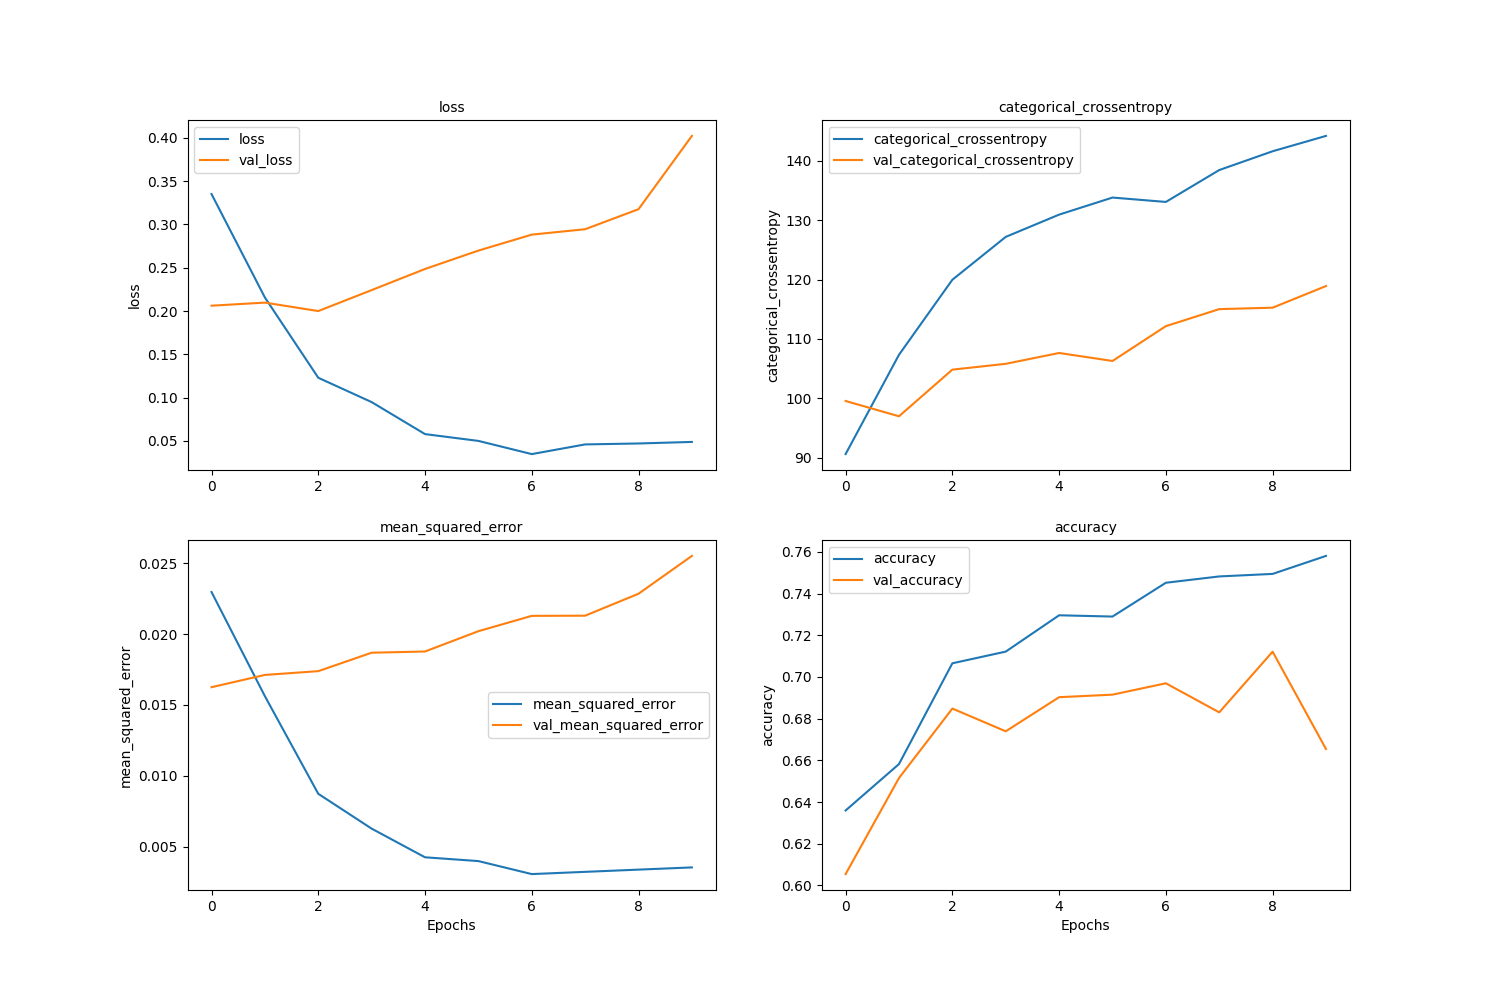 loss
loss
val_loss
0.40
0.35
0.30
0.25
0.20
0.15
0.10
0.05
loss
0 2 4 6 8
categorical_crossentropy
categorical_crossentropy
val_categorical_crossentropy
140
130
120
110
100
90
categorical_crossentropy
0 2 4 6 8
mean_squared_error
0.025
0.020
0.015
0.010
0.005
mean_squared_error
mean_squared_error
val_mean_squared_error
0 2 4 6 8
Epochs
accuracy
accuracy
val_accuracy
0.76
0.74
0.72
0.70
0.68
0.66
0.64
0.62
0.60
accuracy
0 2 4 6 8
Epochs